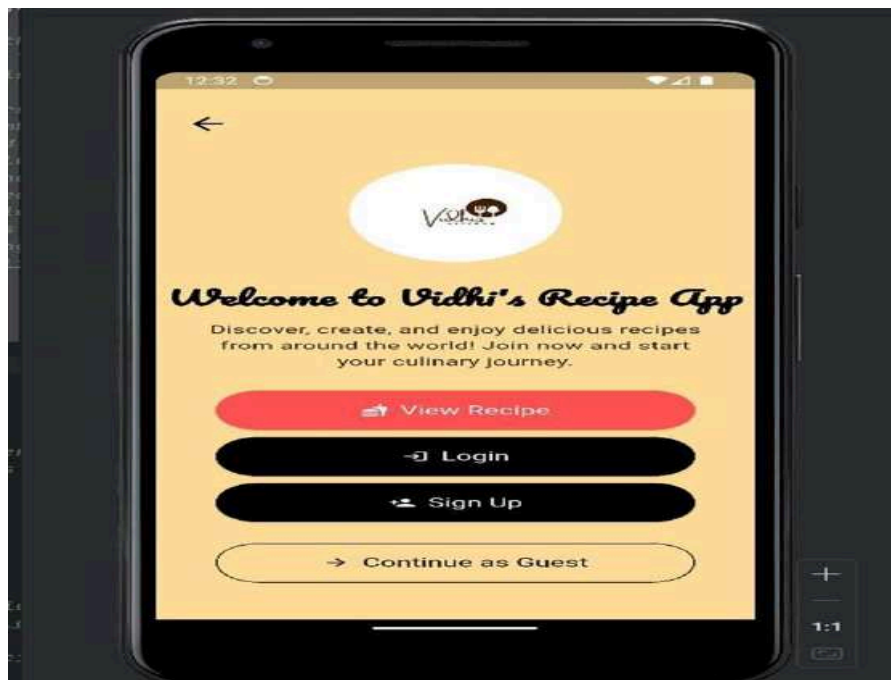 12:32
Vidhis
Welcome to Vidhi's Recipe App
Discover, create, and enjoy delicious recipes
from around the world! Join now and start
your culinary journey.
View Recipe
Login
Sign Up
Continue as Guest
1:1